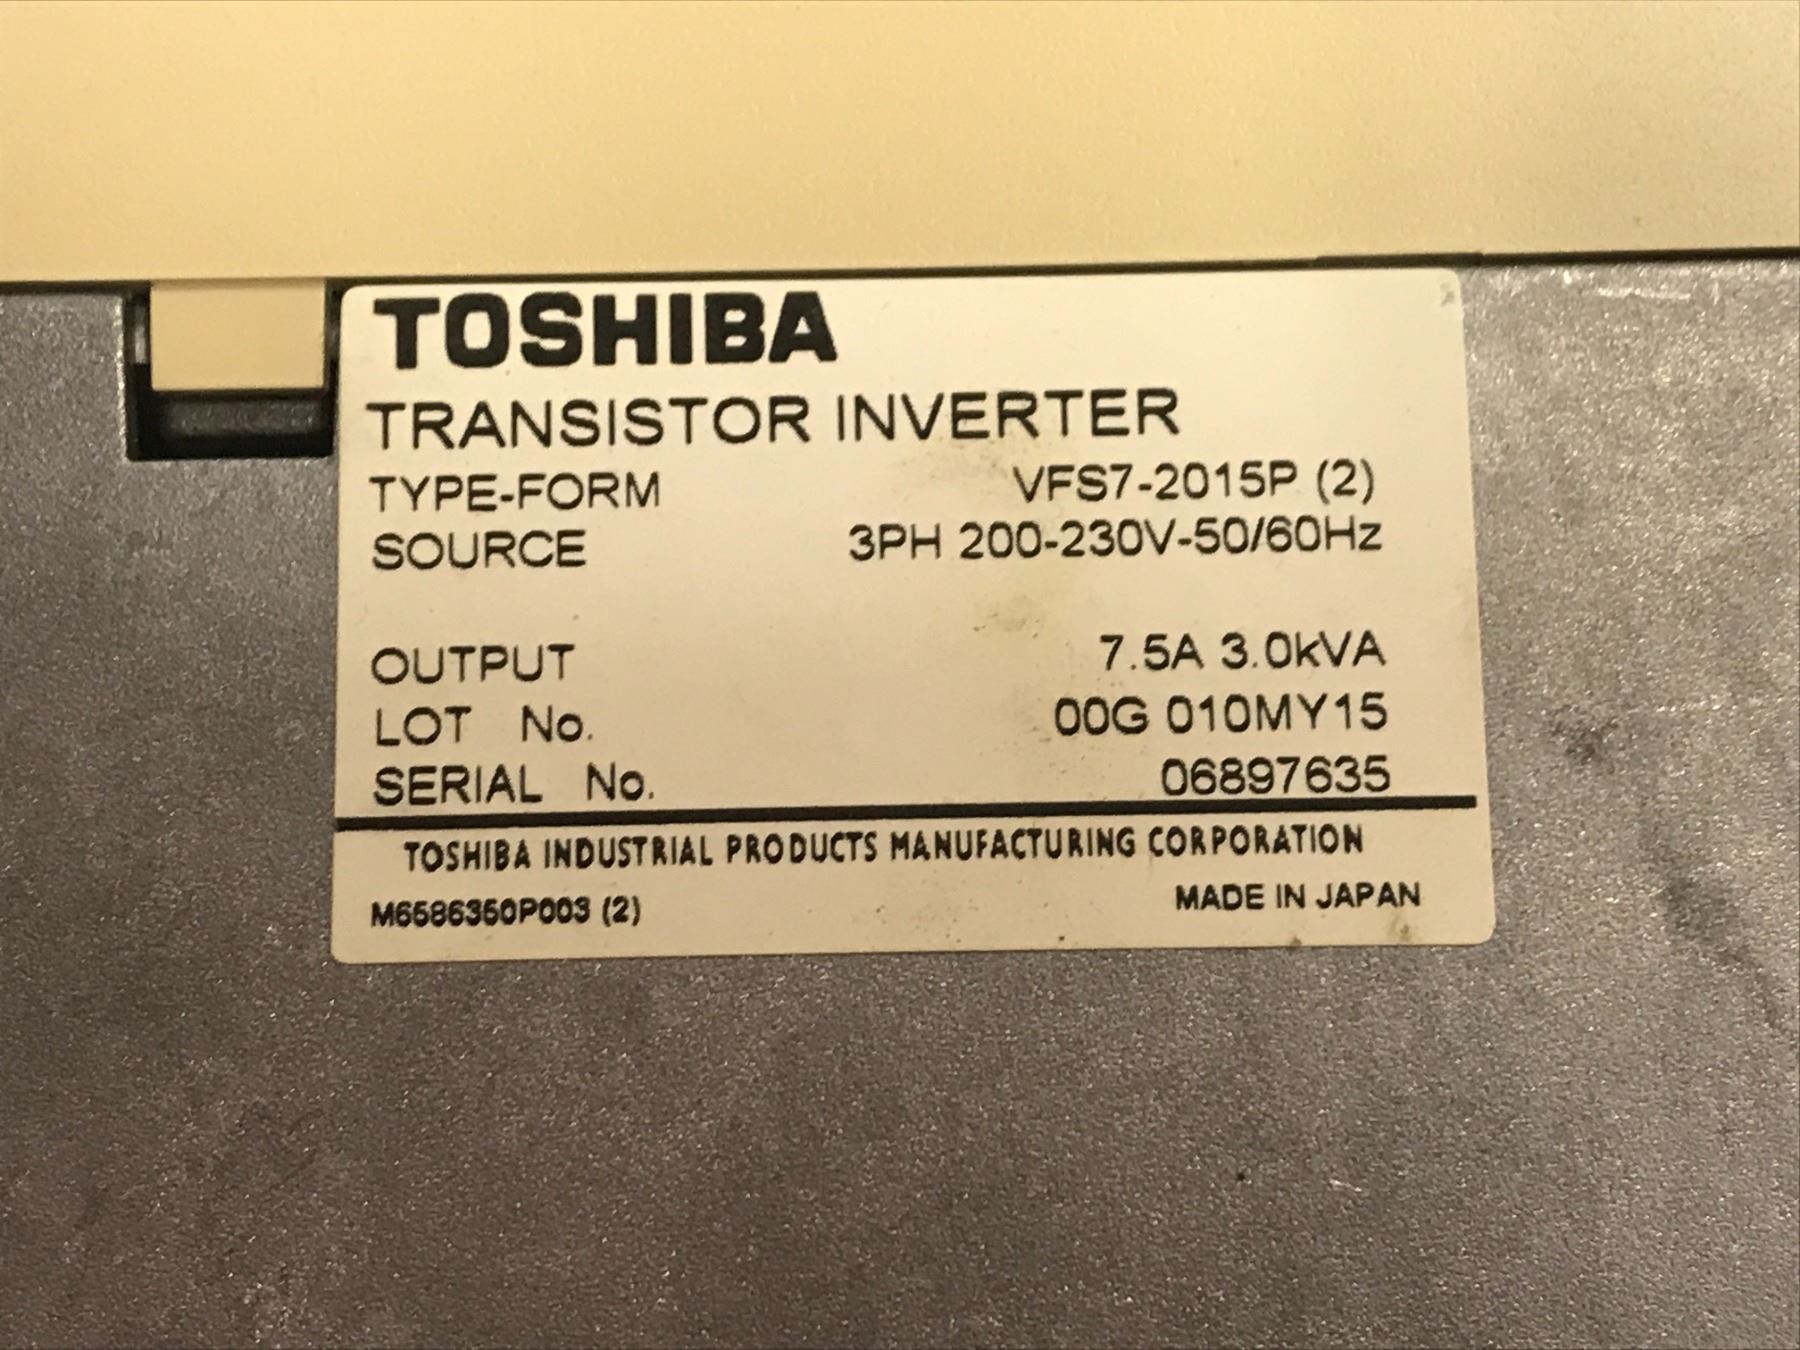 TOSHIBA
TRANSISTOR INVERTER
TYPE-FORM VFS7-2015P (2)
SOURCE 3PH 200-230V-50/60Hz
OUTPUT 7.5A 3.0kVA
LOT No. 00G 010MY15
SERIAL No. 06897635
TOSHIBA INDUSTRIAL PRODUCTS MANUFACTURING CORPORATION
M6586350P003 (2) MADE IN JAPAN